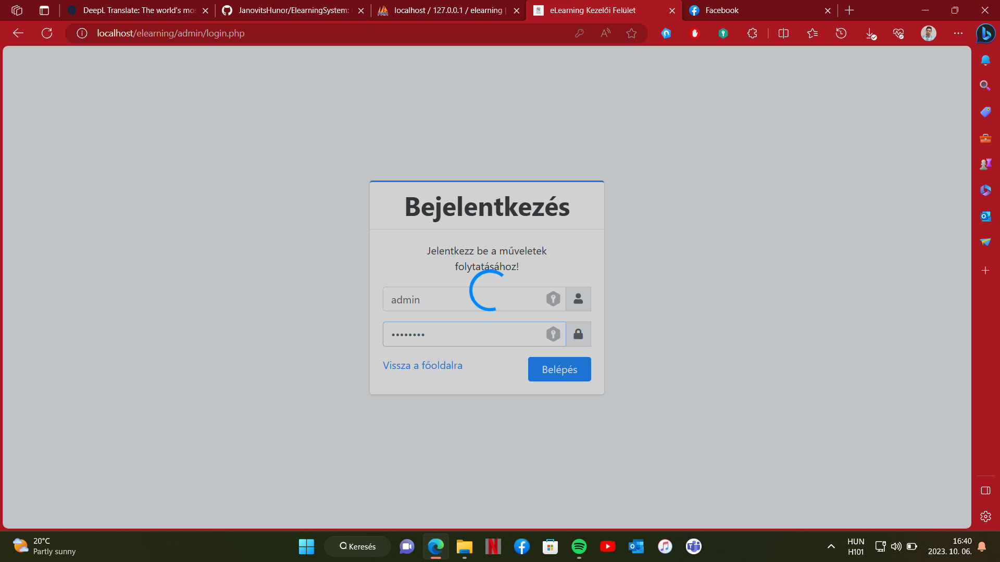 DeepL Translate: The world's mos
JanovitsHunor/ElearningSystem:
localhost / 127.0.0.1 / elearning |
eLearning Kezelői Felület
Facebook
localhost/elearning/admin/login.php
Bejelentkezés
Jelentkezz be a műveletek
folytatásához!
admin
••••••••
Vissza a főoldalra
Belépés
20°C
Partly sunny
Keresés
HUN
H101
16:40
2023. 10. 06.